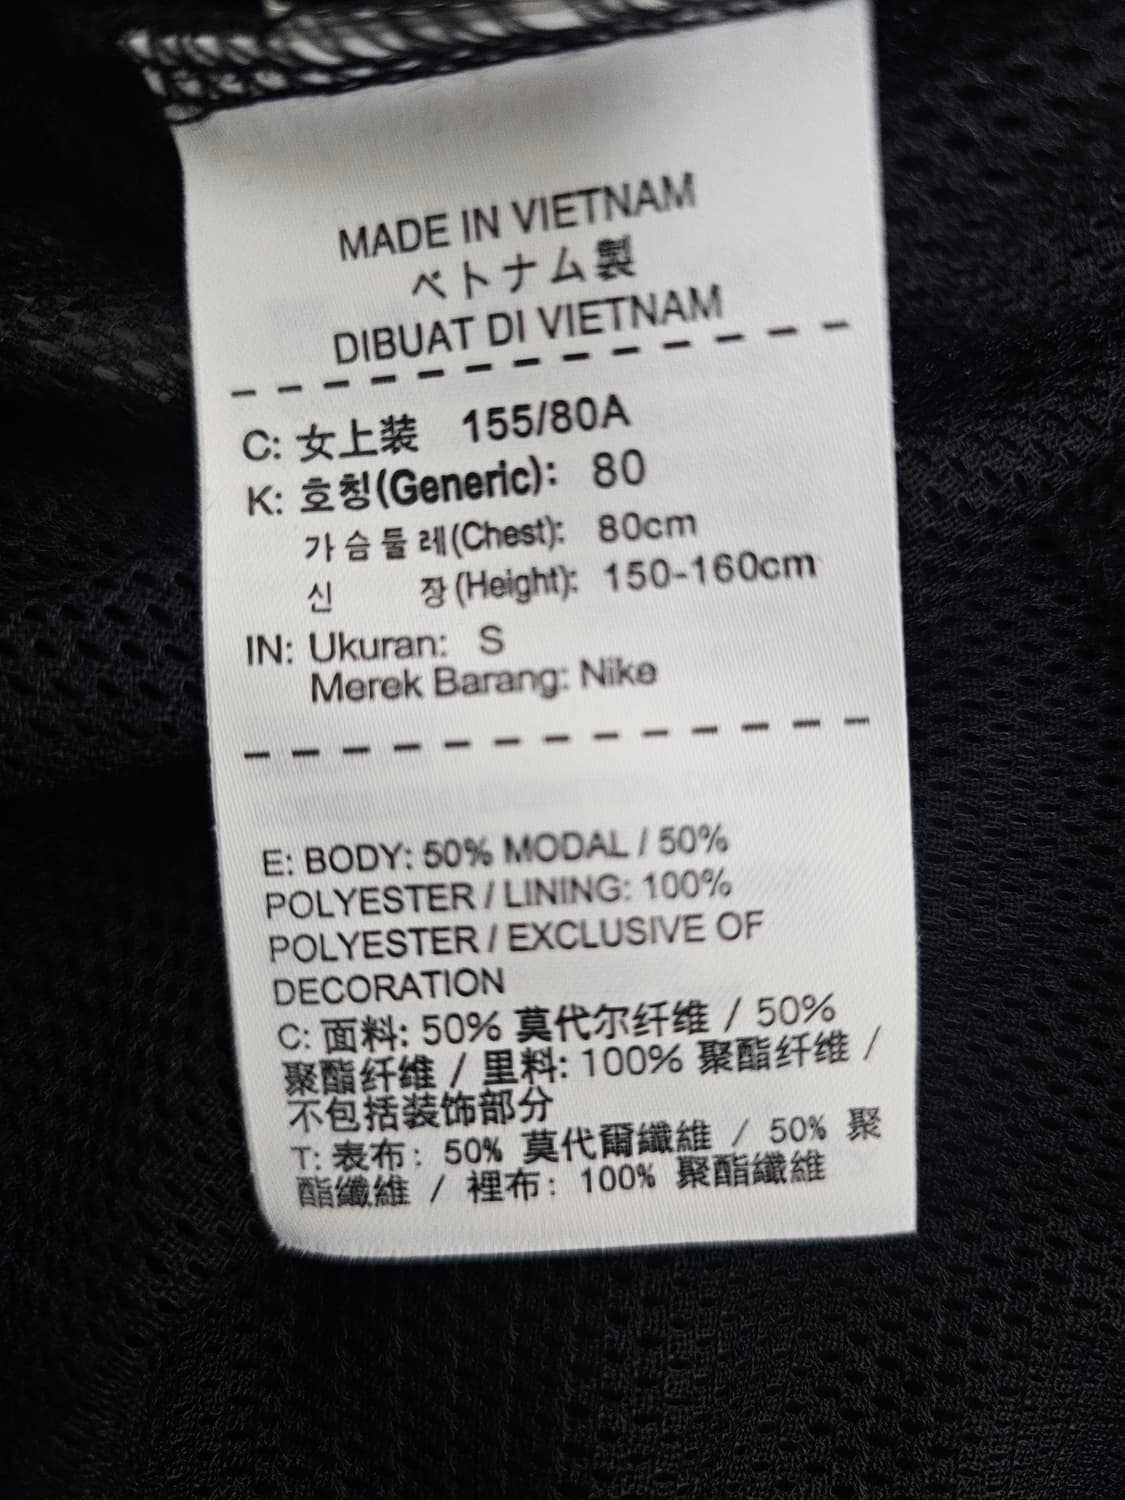 MADE IN VIETNAM
ベトナム製
DIBUAT DI VIETNAM
C: 女上装 155/80A
K: 호칭(Generic): 80
가슴둘레(Chest): 80cm
신 장(Height): 150-160cm
IN: Ukuran: S
Merek Barang: Nike
E: BODY: 50% MODAL / 50%
POLYESTER / LINING: 100%
POLYESTER / EXCLUSIVE OF
DECORATION
C: 面料: 50% 莫代尔纤维 / 50%
聚酯纤维 / 里料: 100% 聚酯纤维 /
不包括装饰部分
T: 表布: 50% 莫代爾纖維 / 50% 聚
酯纖維 / 裡布: 100% 聚酯纖維